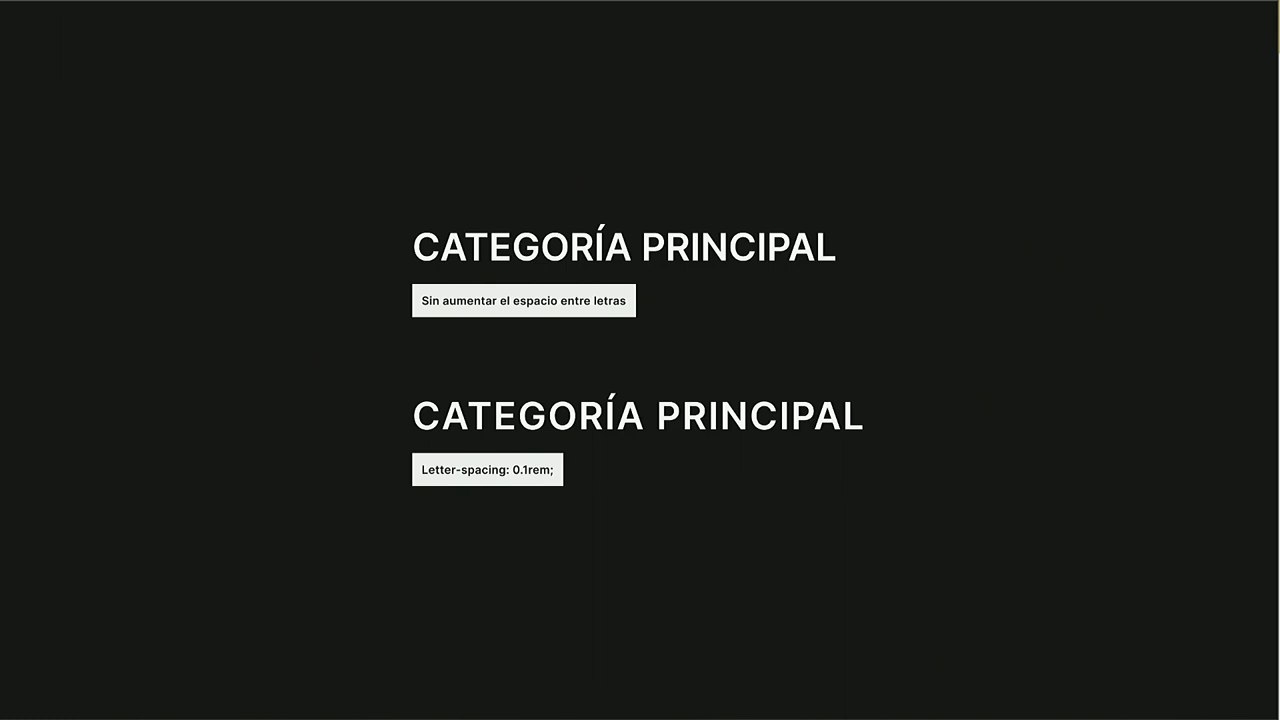 CATEGORÍA PRINCIPAL
Sin aumentar el espacio entre letras
CATEGORÍA PRINCIPAL
Letter-spacing: 0.1rem;